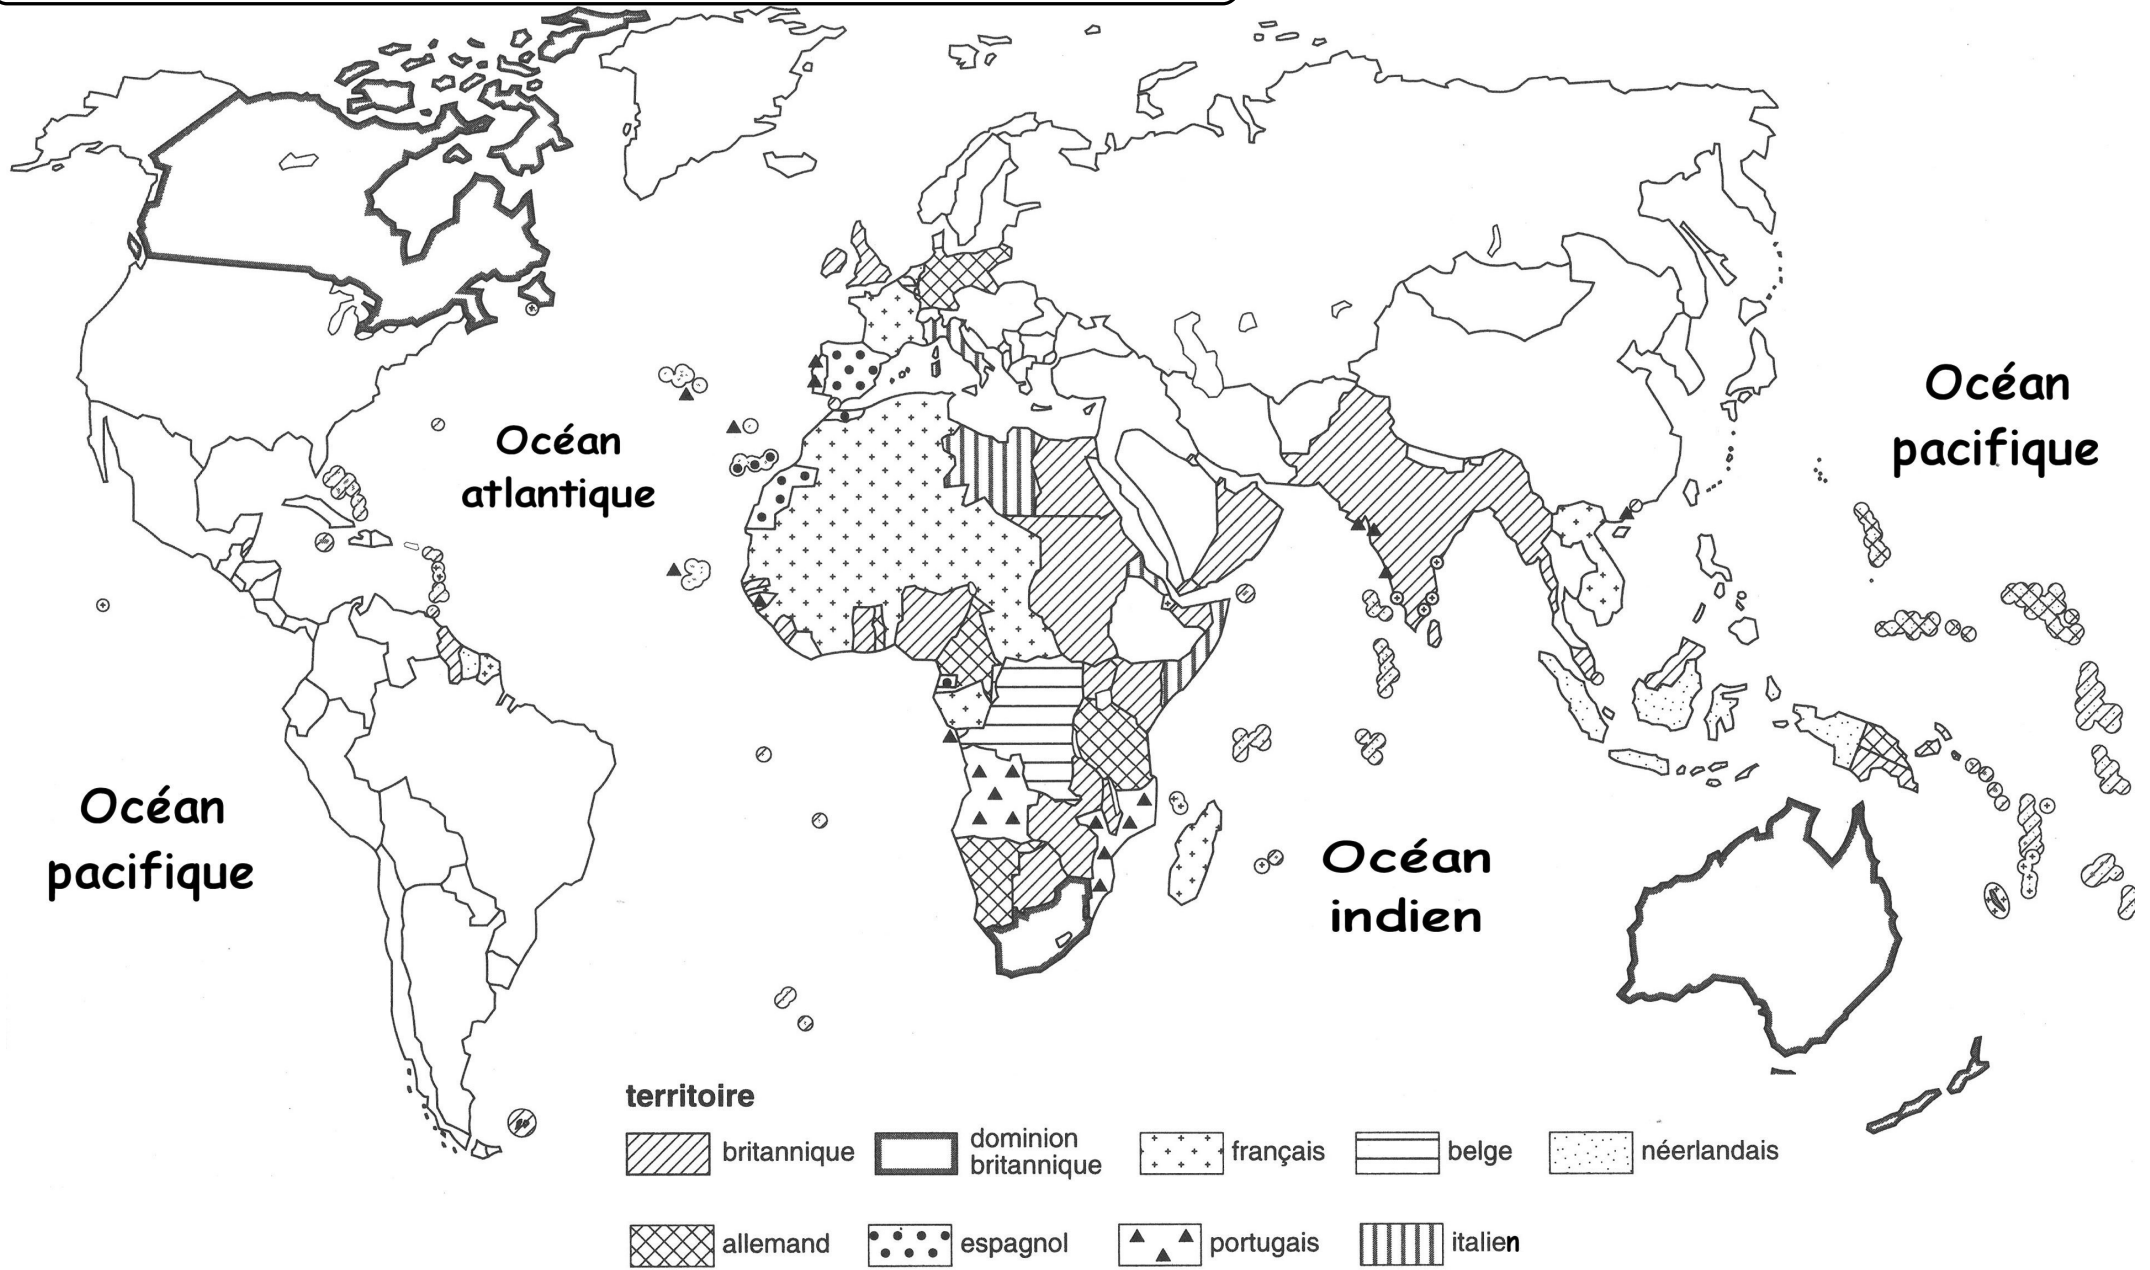 Océan
pacifique
Océan
atlantique
Océan
pacifique
Océan
indien
territoire
britannique
dominion
britannique
français
belge
néerlandais
allemand
espagnol
portugais
italien